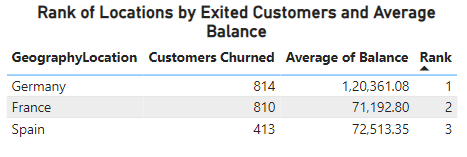 Rank of Locations by Exited Customers and Average
Balance
GeographyLocation Customers Churned Average of Balance Rank
Germany 814 1,20,361.08 1
France 810 71,192.80 2
Spain 413 72,513.35 3